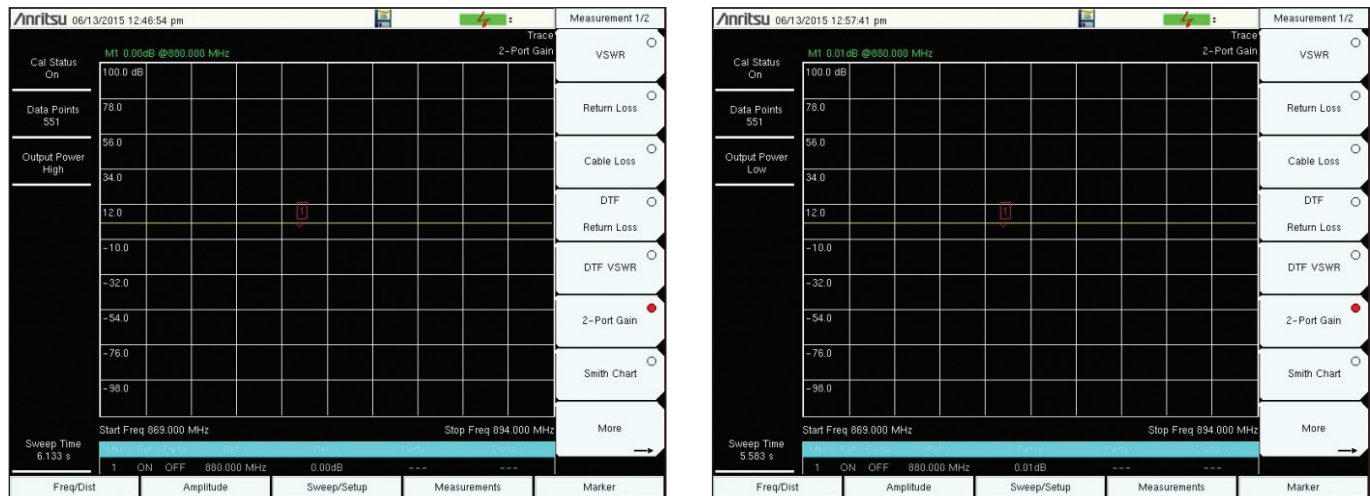 Anritsu 06/13/2015 12:46:54 pm
Measurement 1/2
Trace
M1 0.00dB @880.000 MHz
2-Port Gain
Cal Status
On
Data Points
551
Output Power
High
100.0 dB
78.0
56.0
34.0
12.0
1
-10.0
-32.0
-54.0
-76.0
-98.0
Start Freq 869.000 MHz
Stop Freq 894.000 MHz
Sweep Time
6.133 s
1 ON OFF 880.000 MHz 0.00dB --- ---
VSWR
Return Loss
Cable Loss
DTF
Return Loss
DTF VSWR
2-Port Gain
Smith Chart
More
Freq/Dist
Amplitude
Sweep/Setup
Measurements
Marker
Anritsu 06/13/2015 12:57:41 pm
Measurement 1/2
Trace
M1 0.01dB @880.000 MHz
2-Port Gain
Cal Status
On
Data Points
551
Output Power
Low
100.0 dB
78.0
56.0
34.0
12.0
1
-10.0
-32.0
-54.0
-76.0
-98.0
Start Freq 869.000 MHz
Stop Freq 894.000 MHz
Sweep Time
5.583 s
1 ON OFF 880.000 MHz 0.01dB --- ---
VSWR
Return Loss
Cable Loss
DTF
Return Loss
DTF VSWR
2-Port Gain
Smith Chart
More
Freq/Dist
Amplitude
Sweep/Setup
Measurements
Marker